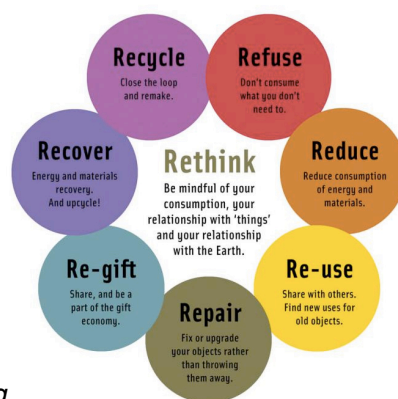 Recycle
Close the loop
and remake.
Refuse
Don't consume
what you don't
need to.
Recover
Energy and materials
recovery.
And upcycle!
Rethink
Be mindful of your
consumption, your
relationship with 'things'
and your relationship
with the Earth.
Reduce
Reduce consumption
of energy and
materials.
Re-gift
Share, and be a
part of the gift
economy.
Re-use
Share with others.
Find new uses for
old objects.
Repair
Fix or upgrade
your objects rather
than throwing
them away.